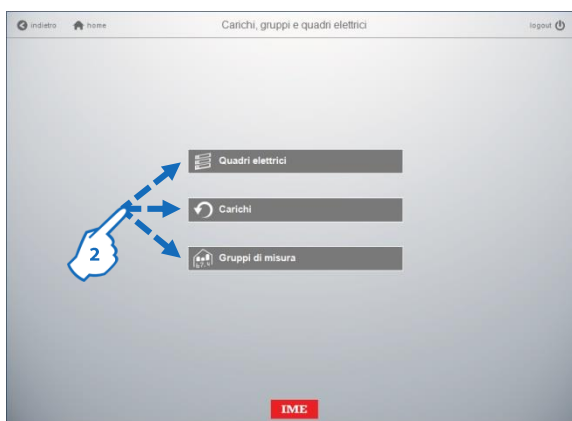 indietro home Carichi, gruppi e quadri elettrici logout
Quadri elettrici
Carichi
2
Gruppi di misura
IME